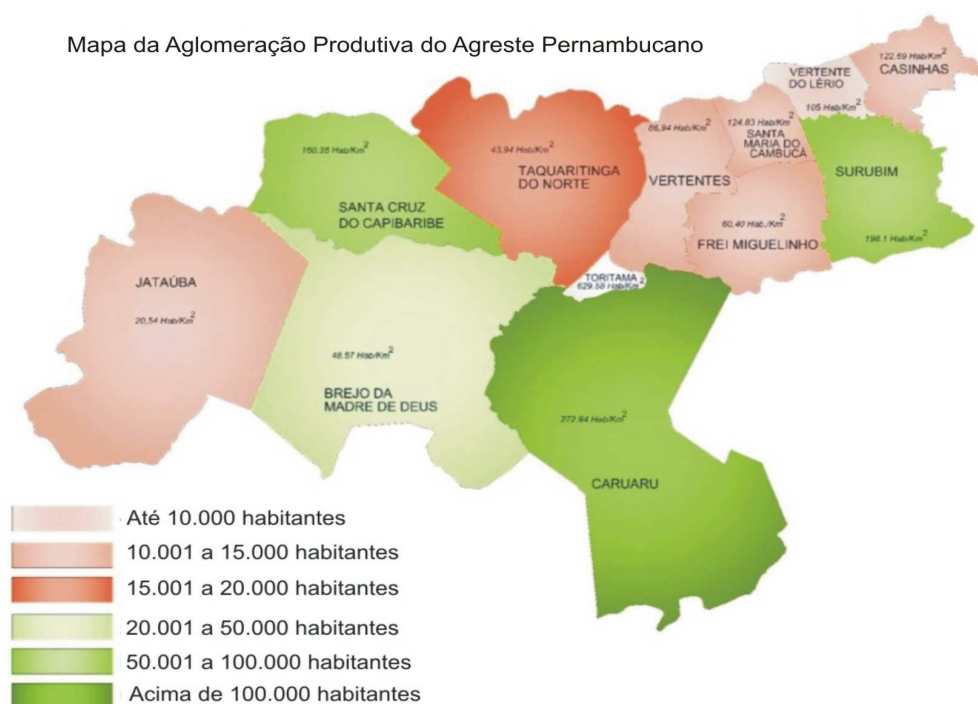 Mapa da Aglomeração Produtiva do Agreste Pernambucano
122.69 Hab/Km2
CASINHAS
VERTENTE
DO LÉRIO
105 Hab/Km2
160.35 Hab/Km2
SANTA CRUZ
DO CAPIBARIBE
43.94 Hab/Km2
TAQUARITINGA
DO NORTE
86,94 Hab/Km2
VERTENTES
124.83 Hab/Km2
SANTA
MARIA DO
CAMBUCÁ
SURUBIM
196.1 Hab/Km2
60,40 Hab./Km2
FREI MIGUELINHO
JATAÚBA
20,54 Hab/Km2
TORITAMA
629.58 Hab/Km2
48.57 Hab/Km2
BREJO DA
MADRE DE DEUS
272.94 Hab/Km2
CARUARU
Até 10.000 habitantes
10.001 a 15.000 habitantes
15.001 a 20.000 habitantes
20.001 a 50.000 habitantes
50.001 a 100.000 habitantes
Acima de 100.000 habitantes